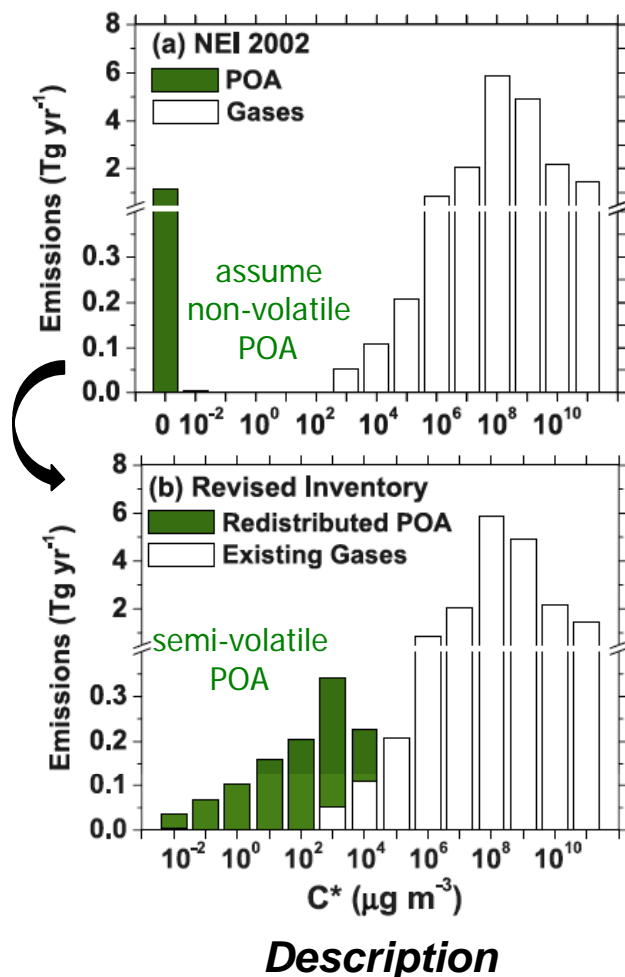 (a) NEI 2002
POA
Gases
Emissions (Tg yr⁻¹)
8
6
4
2
0.3
0.2
0.1
0.0
assume
non-volatile
POA
0 10⁻² 10⁰ 10² 10⁴ 10⁶ 10⁸ 10¹⁰
(b) Revised Inventory
Redistributed POA
Existing Gases
Emissions (Tg yr⁻¹)
8
6
4
2
0.3
0.2
0.1
0.0
semi-volatile
POA
10⁻² 10⁰ 10² 10⁴ 10⁶ 10⁸ 10¹⁰
C* (μg m⁻³)
Description